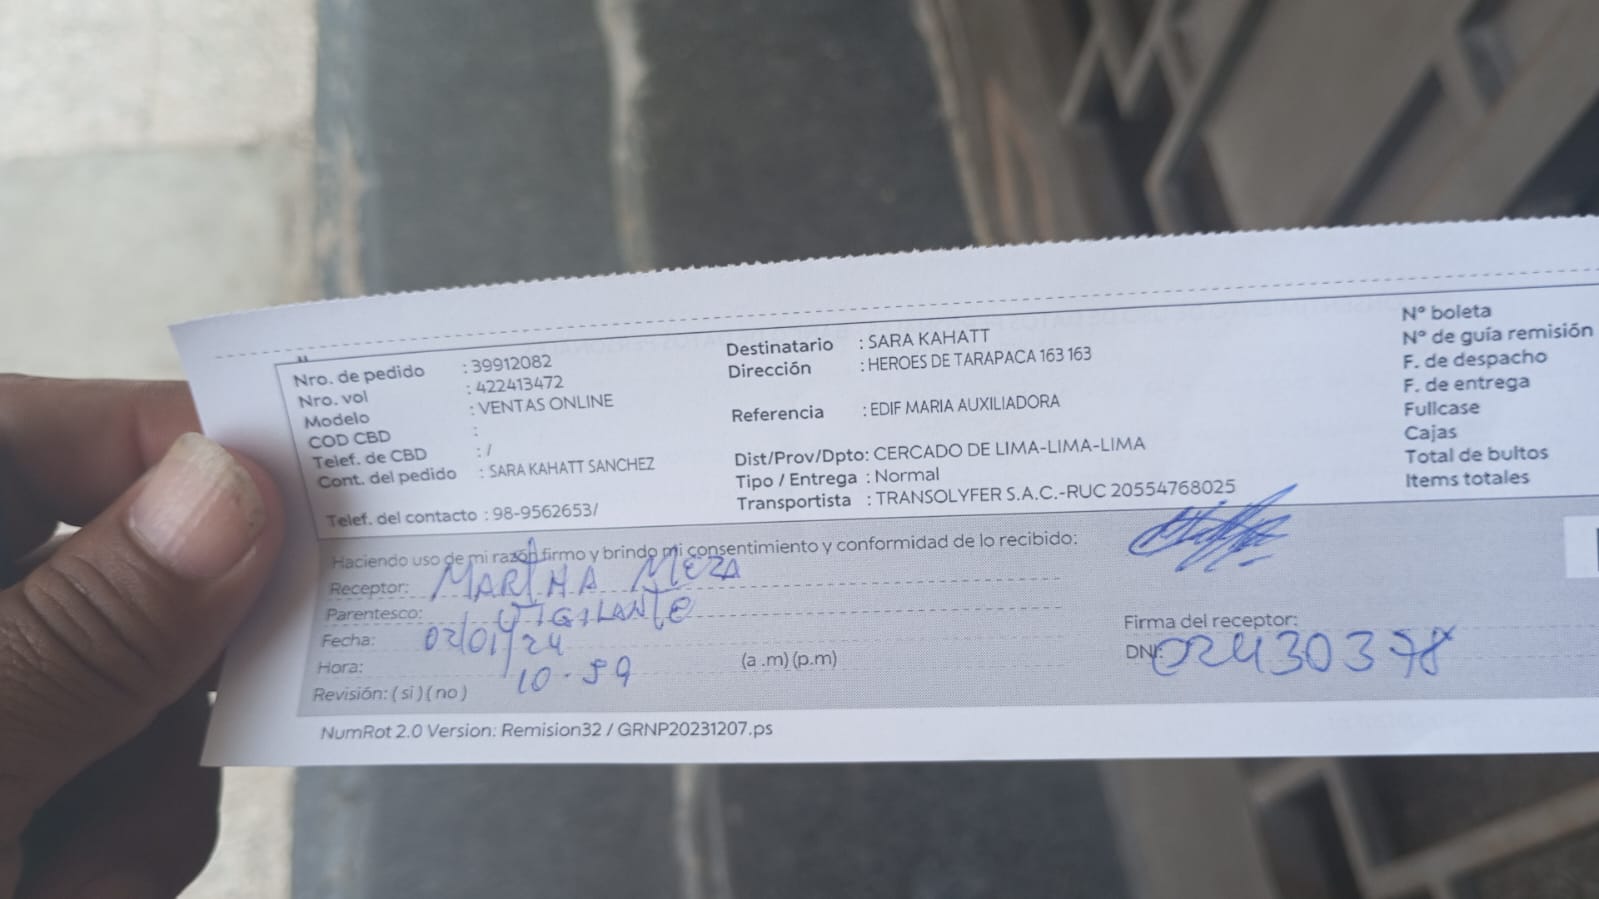 Nro. de pedido : 39912082
Nro. vol : 422413472
Modelo : VENTAS ONLINE
COD CBD :
Telef. de CBD : /
Cont. del pedido : SARA KAHATT SANCHEZ
Telef. del contacto : 98-9562653/
Destinatario : SARA KAHATT
Dirección : HEROES DE TARAPACA 163 163
Referencia : EDIF MARIA AUXILIADORA
Dist/Prov/Dpto: CERCADO DE LIMA-LIMA-LIMA
Tipo / Entrega : Normal
Transportista : TRANSOLYFER S.A.C.-RUC 20554768025
N° boleta
N° de guía remisión
F. de despacho
F. de entrega
Fullcase
Cajas
Total de bultos
Items totales
Haciendo uso de mi razón firmo y brindo mi consentimiento y conformidad de lo recibido:
Receptor: MARTHA MEZA
Parentesco: VIGILANTE
Fecha: 02/01/24
Hora: 10-59 (a .m) (p.m)
Revisión: ( si ) ( no )
Firma del receptor:
DNI: 02430378
NumRot 2.0 Version: Remision32 / GRNP20231207.ps